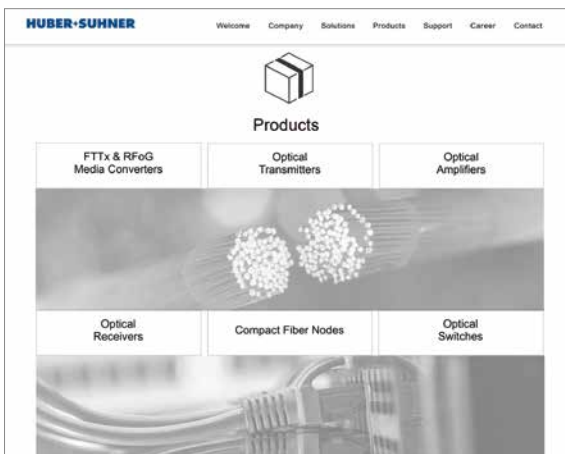 HUBER+SUHNER
Welcome Company Solutions Products Support Career Contact
Products
FTTx & RFoG
Media Converters
Optical
Transmitters
Optical
Amplifiers
Optical
Receivers
Compact Fiber Nodes
Optical
Switches